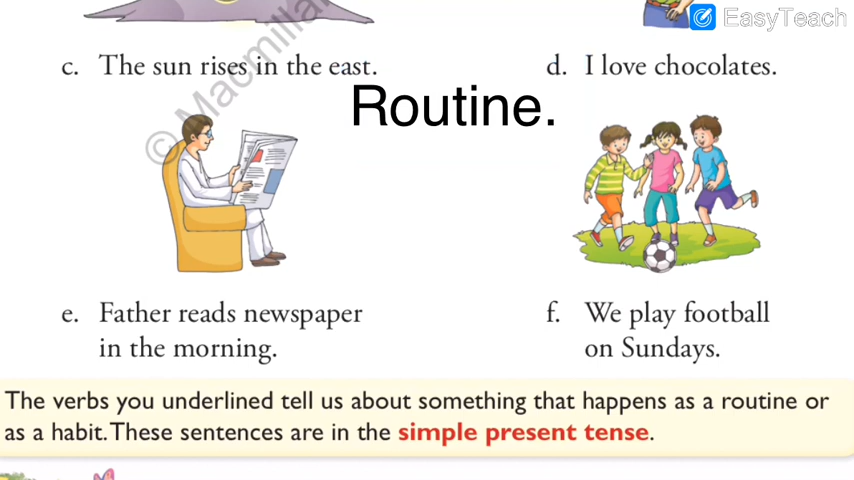 EasyTeach
© Macmillan
c. The sun rises in the east.
d. I love chocolates.
Routine.
e. Father reads newspaper
in the morning.
f. We play football
on Sundays.
The verbs you underlined tell us about something that happens as a routine or
as a habit. These sentences are in the simple present tense.